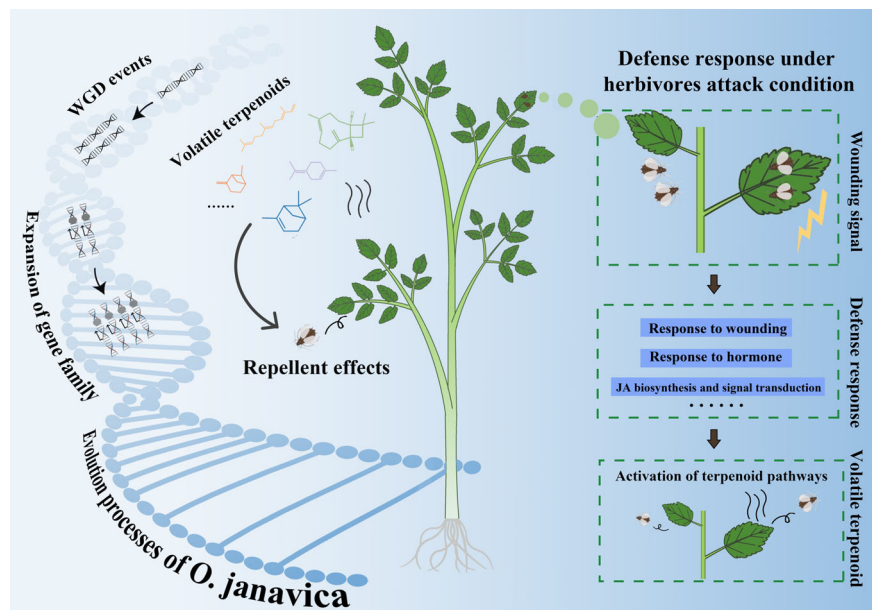 WGD events
Expansion of gene family
Evolution processes of O. janavica
Volatile terpenoids
......
Repellent effects
Defense response under
herbivores attack condition
Wounding signal
Response to wounding
Response to hormone
JA biosynthesis and signal transduction
......
Defense response
Activation of terpenoid pathways
Volatile terpenoid